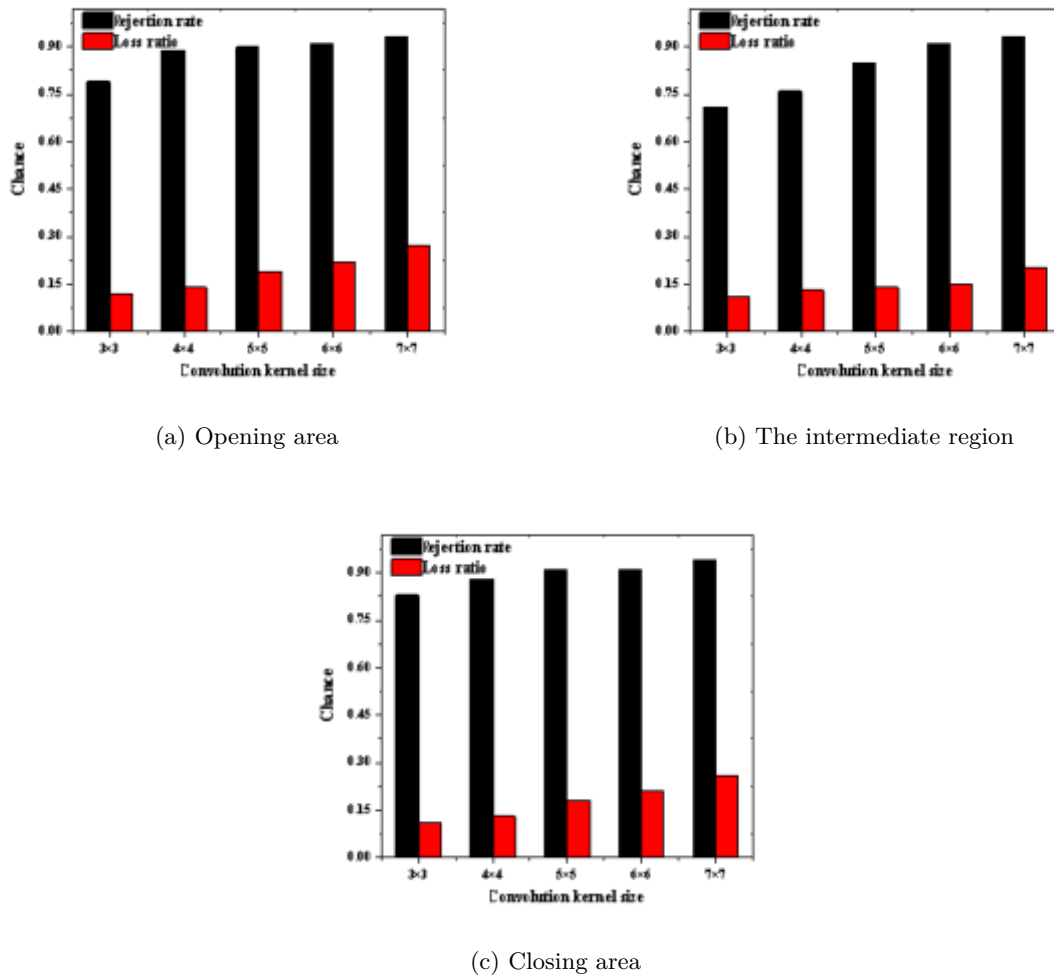 Rejection rate
Loss ratio
0.90
0.75
0.60
0.45
0.30
0.15
0.00
Chance
3×3 4×4 5×5 6×6 7×7
Convolution kernel size
(a) Opening area
Rejection rate
Loss ratio
0.90
0.75
0.60
0.45
0.30
0.15
0.00
Chance
3×3 4×4 5×5 6×6 7×7
Convolution kernel size
(b) The intermediate region
Rejection rate
Loss ratio
0.90
0.75
0.60
0.45
0.30
0.15
0.00
Chance
3×3 4×4 5×5 6×6 7×7
Convolution kernel size
(c) Closing area